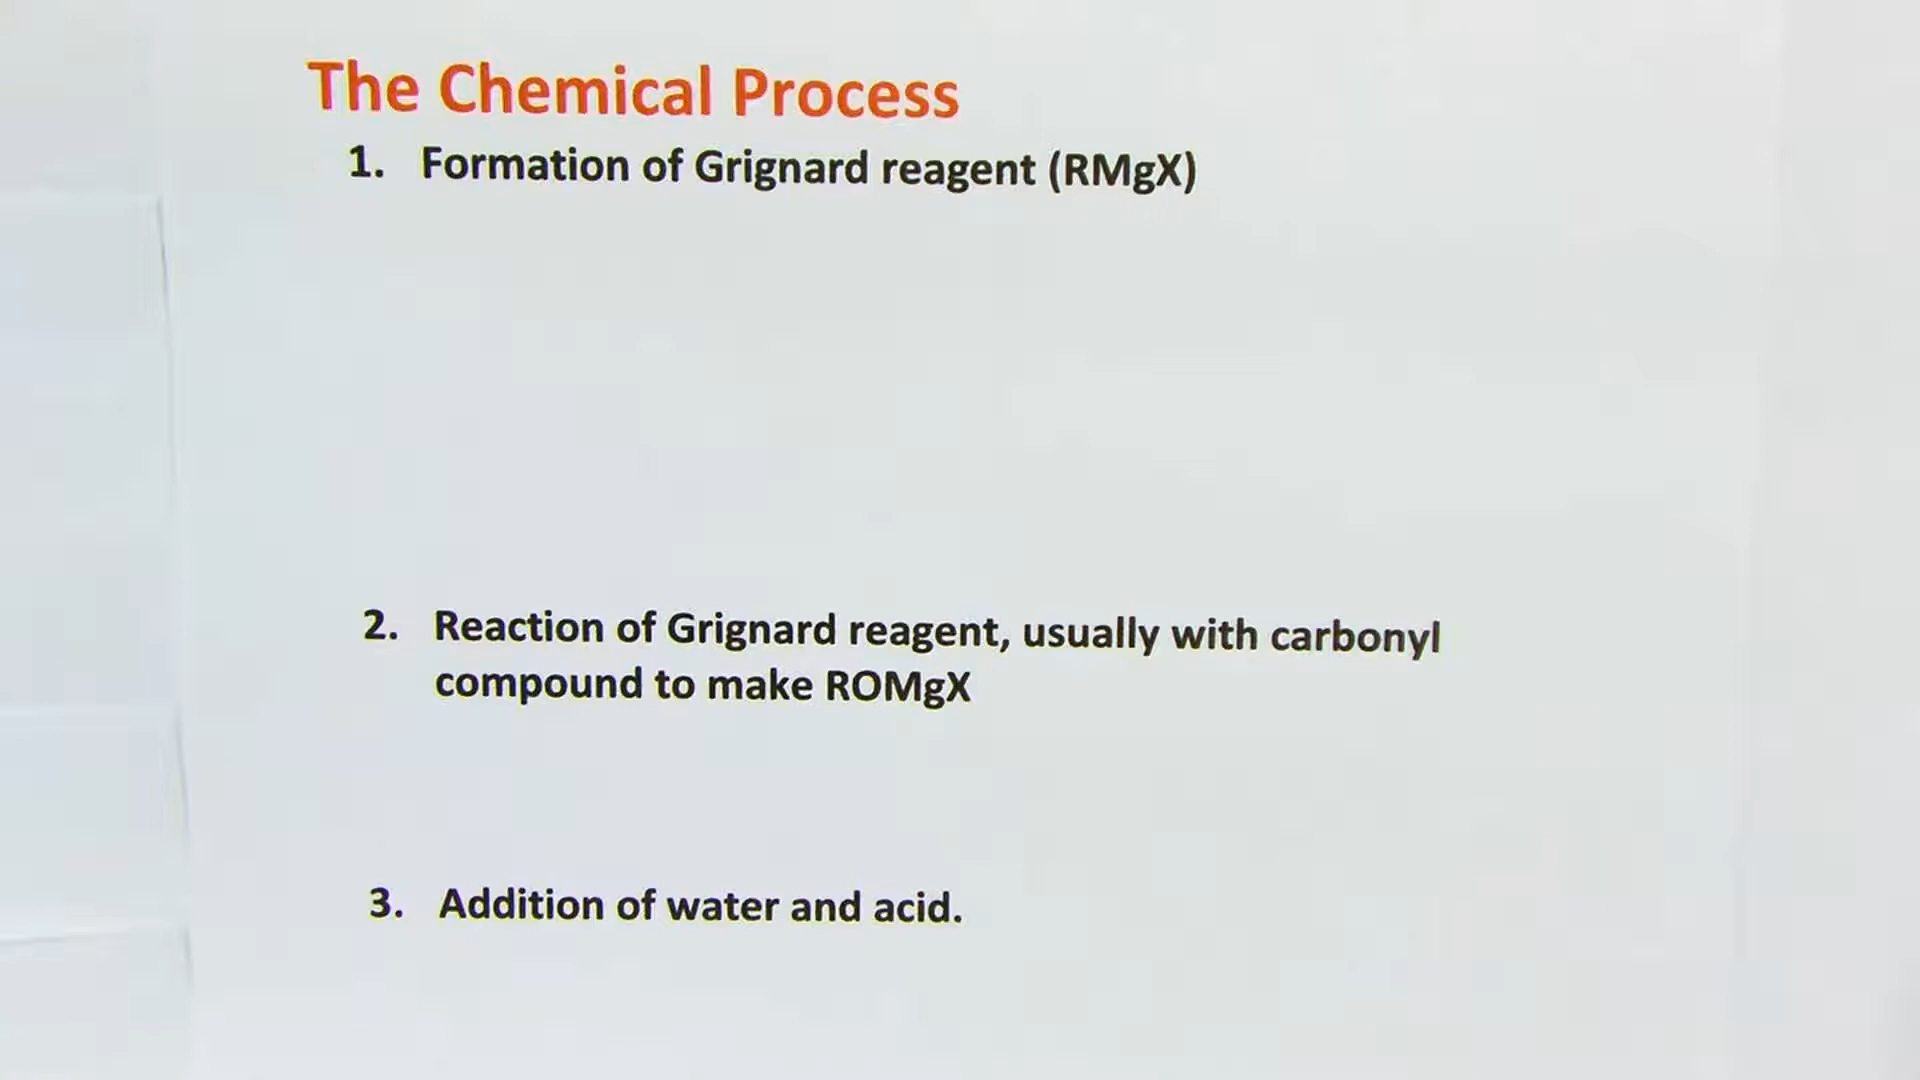 The Chemical Process
1. Formation of Grignard reagent (RMgX)
2. Reaction of Grignard reagent, usually with carbonyl
compound to make ROMgX
3. Addition of water and acid.